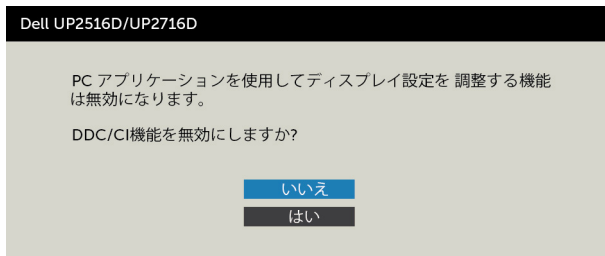 Dell UP2516D/UP2716D
PC アプリケーションを使用してディスプレイ設定を 調整する機能
は無効になります。
DDC/CI機能を無効にしますか?
いいえ
はい